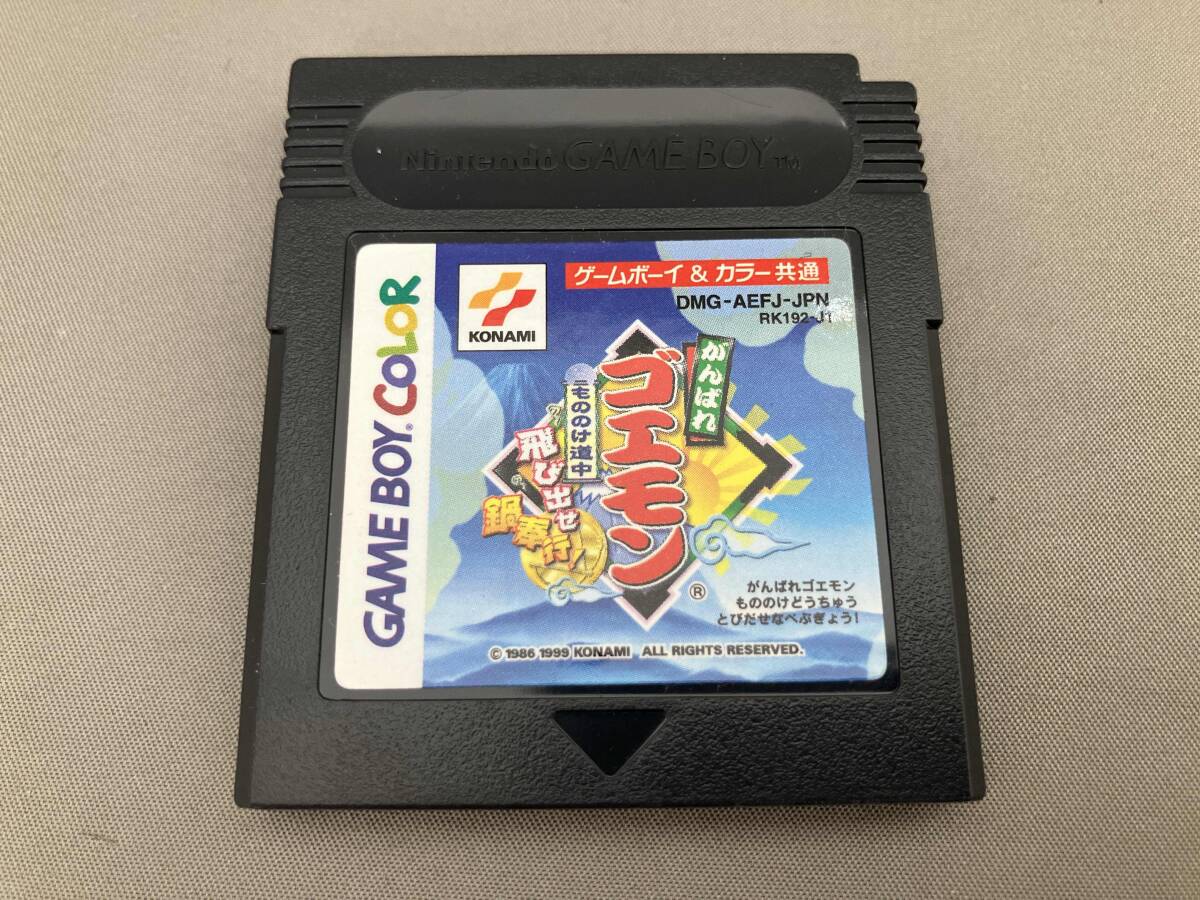 Nintendo GAME BOY TM
GAME BOY COLOR
KONAMI
ゲームボーイ & カラー共通
DMG-AEFJ-JPN
RK192-J1
がんばれ
ゴエモン
もののけ道中
飛び出せ
鍋奉行!
®
がんばれゴエモン
もののけどうちゅう
とびだせなべぶぎょう!
© 1986,1999 KONAMI ALL RIGHTS RESERVED.